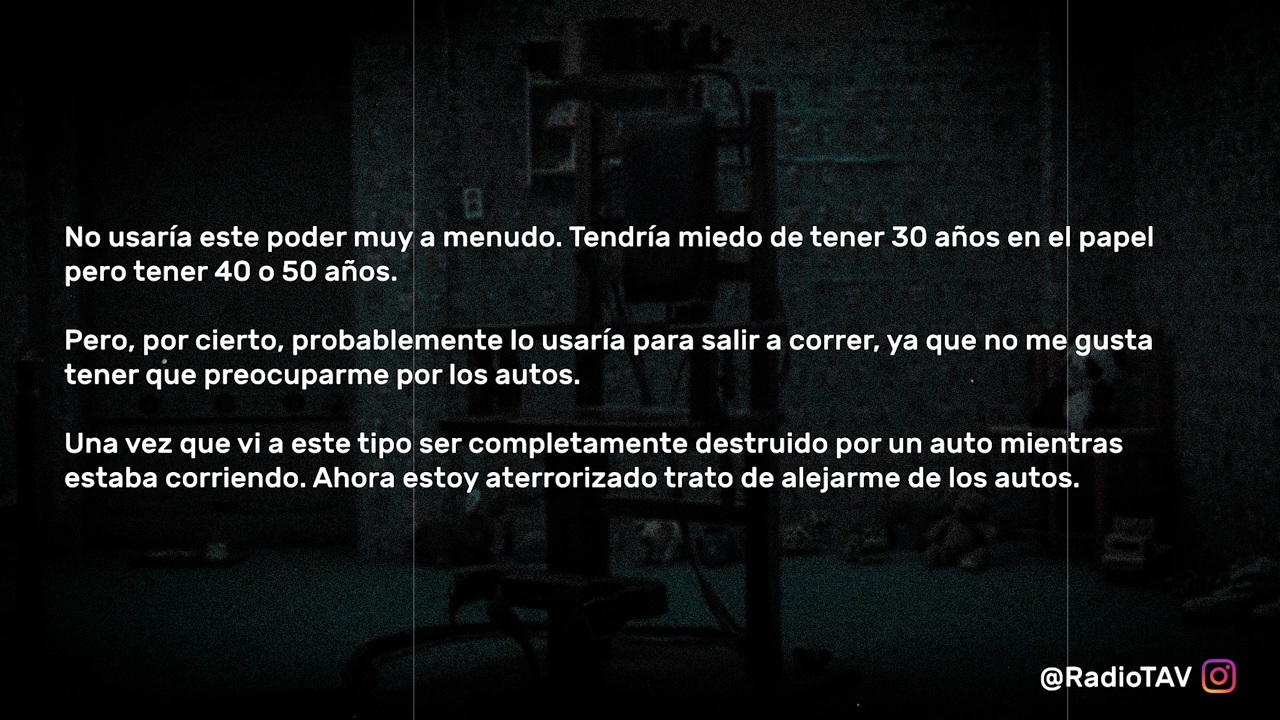 No usaría este poder muy a menudo. Tendría miedo de tener 30 años en el papel
pero tener 40 o 50 años.
Pero, por cierto, probablemente lo usaría para salir a correr, ya que no me gusta
tener que preocuparme por los autos.
Una vez que vi a este tipo ser completamente destruido por un auto mientras
estaba corriendo. Ahora estoy aterrorizado trato de alejarme de los autos.
@RadioTAV